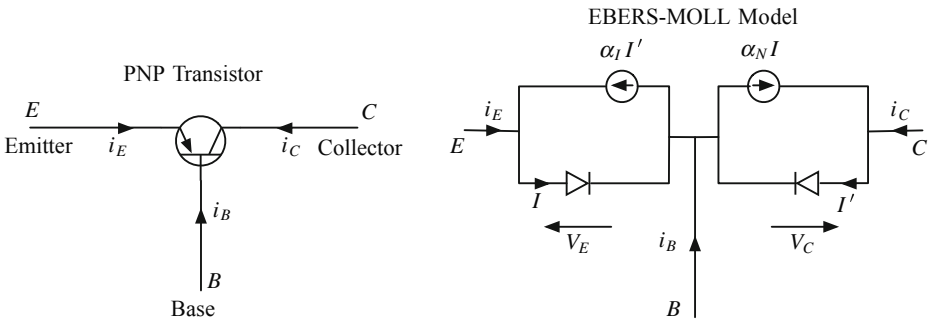 EBERS-MOLL Model
PNP Transistor
E
C
Emitter
i_E
i_C
Collector
i_B
B
Base
α_I I′
α_N I
i_E
i_C
E
C
I
I′
V_E
V_C
i_B
B